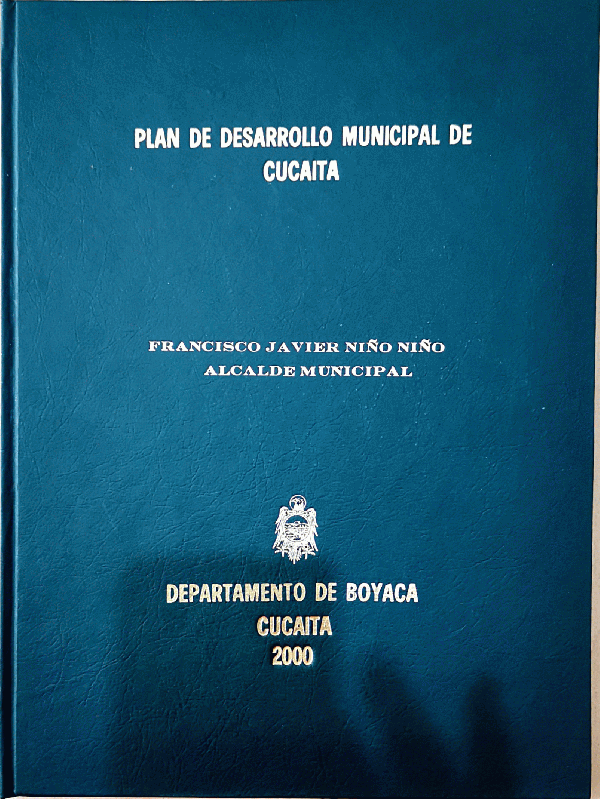 PLAN DE DESARROLLO MUNICIPAL DE
CUCAITA
FRANCISCO JAVIER NIÑO NIÑO
ALCALDE MUNICIPAL
DEPARTAMENTO DE BOYACA
CUCAITA
2000